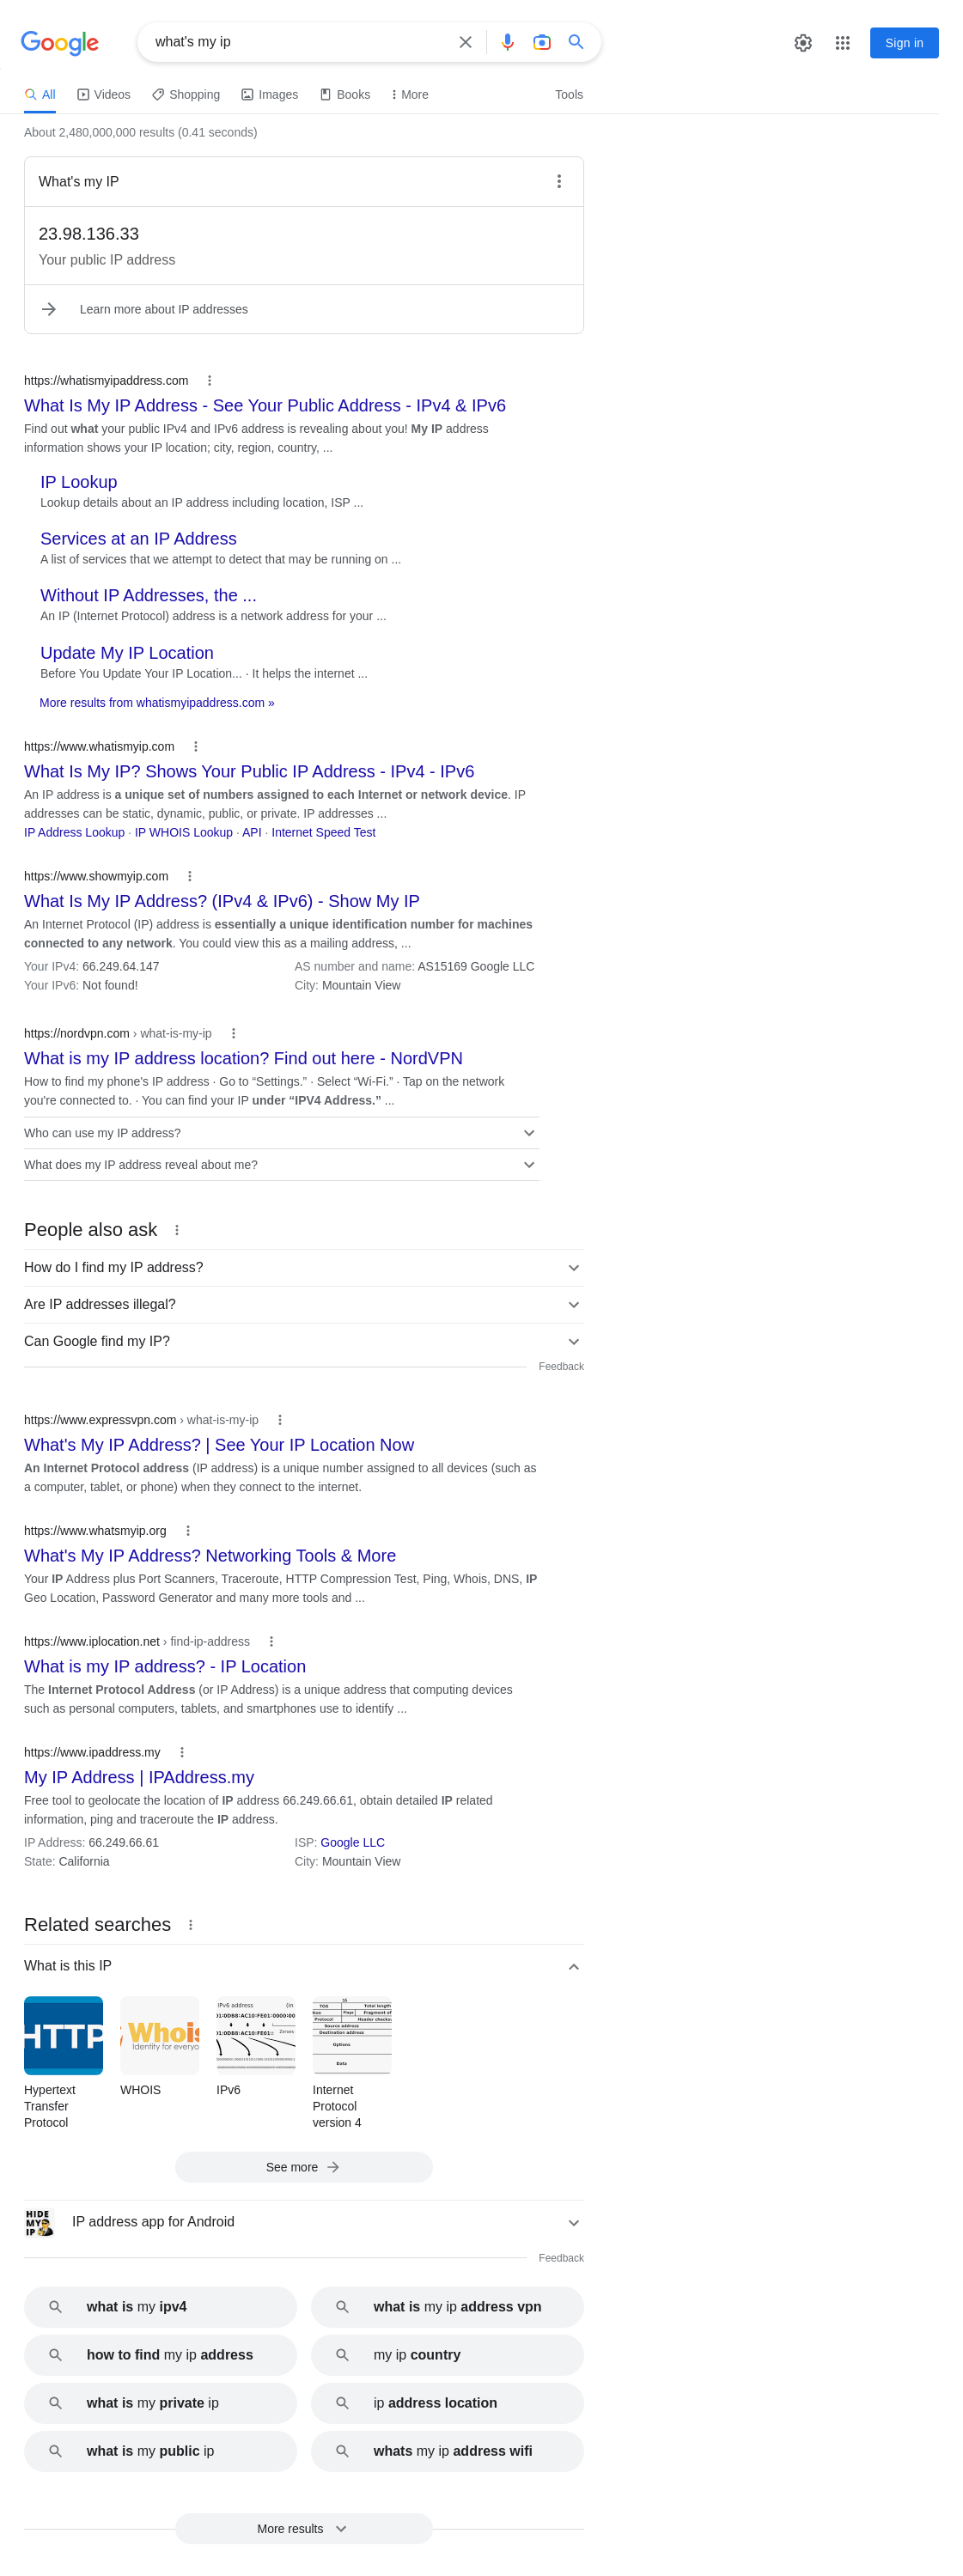 Google
what's my ip
Sign in
All
Videos
Shopping
Images
Books
More
Tools
About 2,480,000,000 results (0.41 seconds)
What's my IP
23.98.136.33
Your public IP address
Learn more about IP addresses
https://whatismyipaddress.com
What Is My IP Address - See Your Public Address - IPv4 & IPv6
Find out what your public IPv4 and IPv6 address is revealing about you! My IP address
information shows your IP location; city, region, country, ...
IP Lookup
Lookup details about an IP address including location, ISP ...
Services at an IP Address
A list of services that we attempt to detect that may be running on ...
Without IP Addresses, the ...
An IP (Internet Protocol) address is a network address for your ...
Update My IP Location
Before You Update Your IP Location... · It helps the internet ...
More results from whatismyipaddress.com »
https://www.whatismyip.com
What Is My IP? Shows Your Public IP Address - IPv4 - IPv6
An IP address is a unique set of numbers assigned to each Internet or network device. IP
addresses can be static, dynamic, public, or private. IP addresses ...
IP Address Lookup · IP WHOIS Lookup · API · Internet Speed Test
https://www.showmyip.com
What Is My IP Address? (IPv4 & IPv6) - Show My IP
An Internet Protocol (IP) address is essentially a unique identification number for machines
connected to any network. You could view this as a mailing address, ...
Your IPv4: 66.249.64.147
AS number and name: AS15169 Google LLC
Your IPv6: Not found!
City: Mountain View
https://nordvpn.com › what-is-my-ip
What is my IP address location? Find out here - NordVPN
How to find my phone's IP address · Go to “Settings.” · Select “Wi-Fi.” · Tap on the network
you're connected to. · You can find your IP under “IPV4 Address.” ...
Who can use my IP address?
What does my IP address reveal about me?
People also ask
How do I find my IP address?
Are IP addresses illegal?
Can Google find my IP?
Feedback
https://www.expressvpn.com › what-is-my-ip
What's My IP Address? | See Your IP Location Now
An Internet Protocol address (IP address) is a unique number assigned to all devices (such as
a computer, tablet, or phone) when they connect to the internet.
https://www.whatsmyip.org
What's My IP Address? Networking Tools & More
Your IP Address plus Port Scanners, Traceroute, HTTP Compression Test, Ping, Whois, DNS, IP
Geo Location, Password Generator and many more tools and ...
https://www.iplocation.net › find-ip-address
What is my IP address? - IP Location
The Internet Protocol Address (or IP Address) is a unique address that computing devices
such as personal computers, tablets, and smartphones use to identify ...
https://www.ipaddress.my
My IP Address | IPAddress.my
Free tool to geolocate the location of IP address 66.249.66.61, obtain detailed IP related
information, ping and traceroute the IP address.
IP Address: 66.249.66.61
ISP: Google LLC
State: California
City: Mountain View
Related searches
What is this IP
HTTP
Whois
Identity for everyo
IPv6 address (in
01:0DB8:AC10:FE01:0000:00
01:0DB8:AC10:FE01:
Zeroes
TOS
Total length
Flags
Fragment of
Protocol
Header checks
Source address
Destination address
Options
Data
Hypertext
Transfer
Protocol
WHOIS
IPv6
Internet
Protocol
version 4
See more
HIDE
MY
IP
IP address app for Android
Feedback
what is my ipv4
what is my ip address vpn
how to find my ip address
my ip country
what is my private ip
ip address location
what is my public ip
whats my ip address wifi
More results